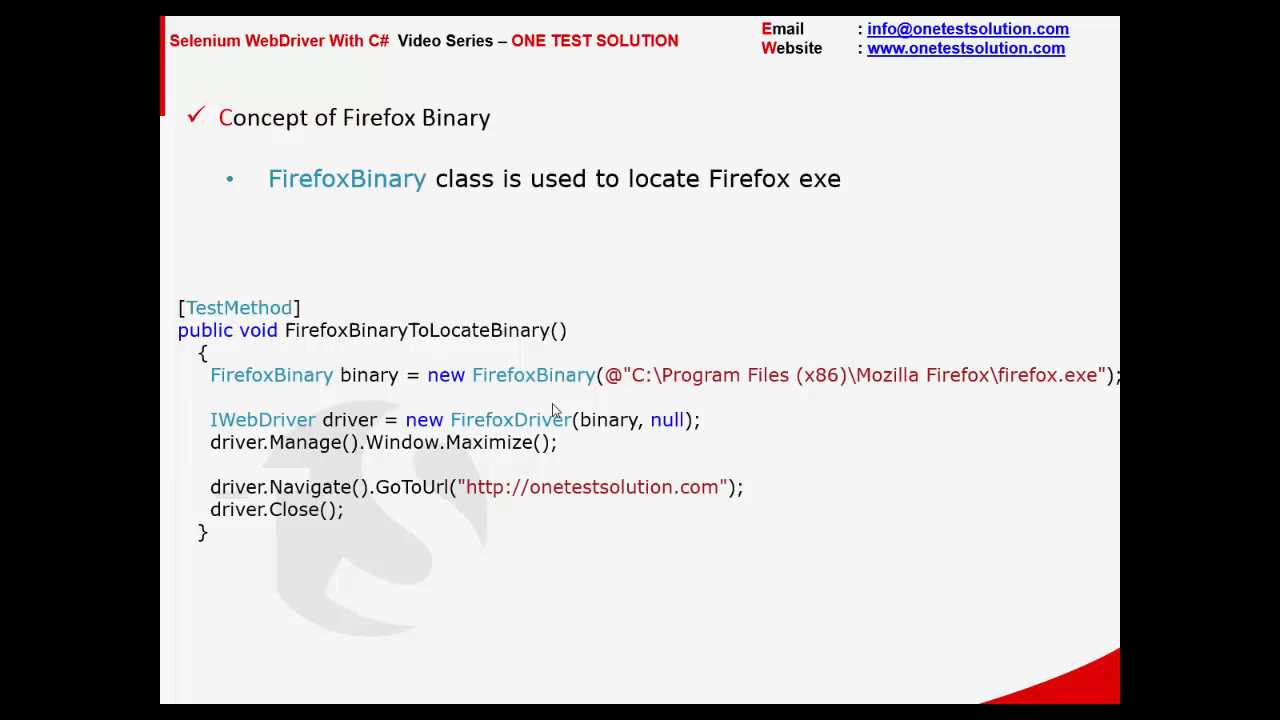 Selenium WebDriver With C# Video Series – ONE TEST SOLUTION
Email : info@onetestsolution.com
Website : www.onetestsolution.com
✓ Concept of Firefox Binary
• FirefoxBinary class is used to locate Firefox exe
[TestMethod]
public void FirefoxBinaryToLocateBinary()
{
FirefoxBinary binary = new FirefoxBinary(@"C:\Program Files (x86)\Mozilla Firefox\firefox.exe");
IWebDriver driver = new FirefoxDriver(binary, null);
driver.Manage().Window.Maximize();
driver.Navigate().GoToUrl("http://onetestsolution.com");
driver.Close();
}